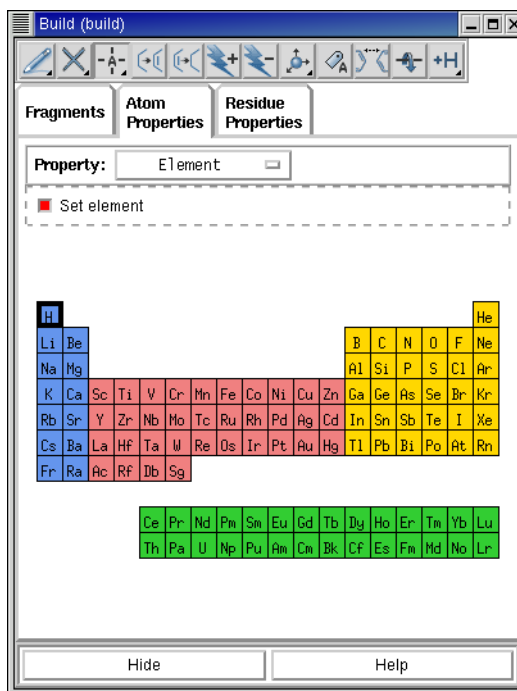 Build (build)
A
A
+H
Fragments
Atom Properties
Residue Properties
Property: Element
Set element
H He
Li Be B C N O F Ne
Na Mg Al Si P S Cl Ar
K Ca Sc Ti V Cr Mn Fe Co Ni Cu Zn Ga Ge As Se Br Kr
Rb Sr Y Zr Nb Mo Tc Ru Rh Pd Ag Cd In Sn Sb Te I Xe
Cs Ba La Hf Ta W Re Os Ir Pt Au Hg Tl Pb Bi Po At Rn
Fr Ra Ac Rf Db Sg
Ce Pr Nd Pm Sm Eu Gd Tb Dy Ho Er Tm Yb Lu
Th Pa U Np Pu Am Cm Bk Cf Es Fm Md No Lr
Hide Help